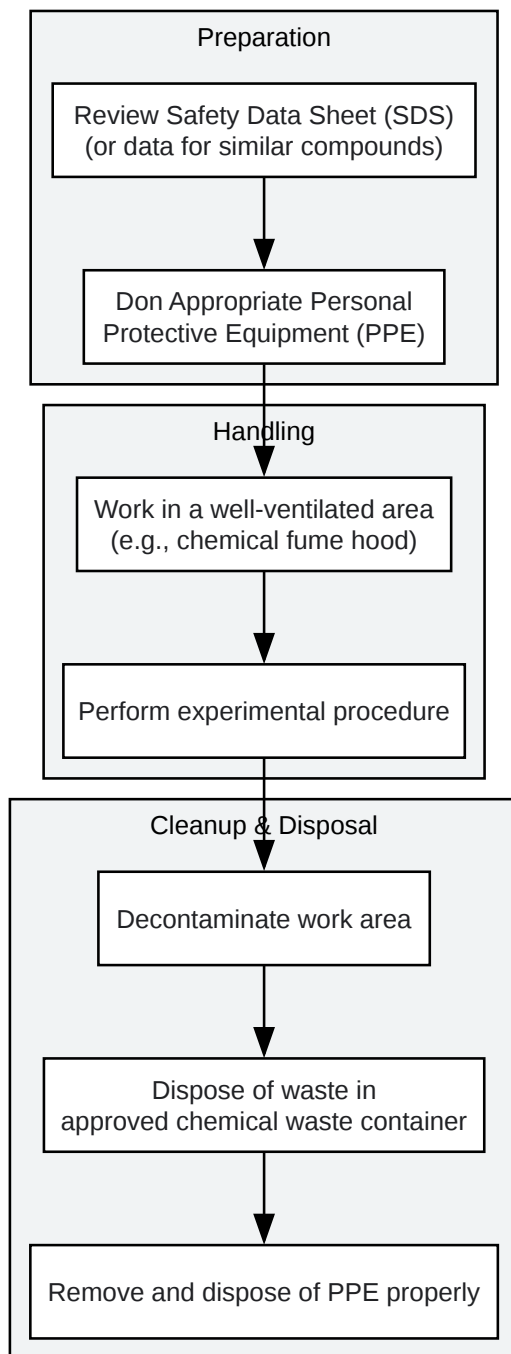 Preparation
Review Safety Data Sheet (SDS)
(or data for similar compounds)
Don Appropriate Personal
Protective Equipment (PPE)
Handling
Work in a well-ventilated area
(e.g., chemical fume hood)
Perform experimental procedure
Cleanup & Disposal
Decontaminate work area
Dispose of waste in
approved chemical waste container
Remove and dispose of PPE properly